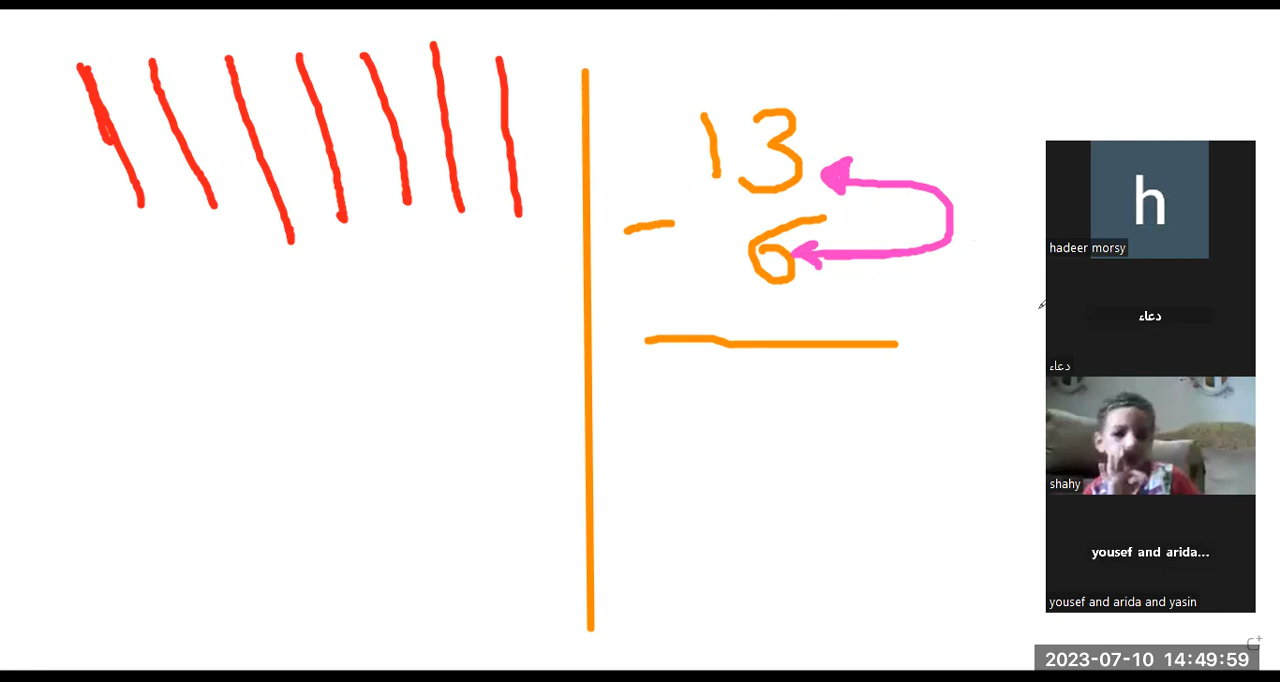 13
- 6
h
hadeer morsy
دعاء
دعاء
shahy
yousef and arida...
yousef and arida and yasin
2023-07-10 14:49:59